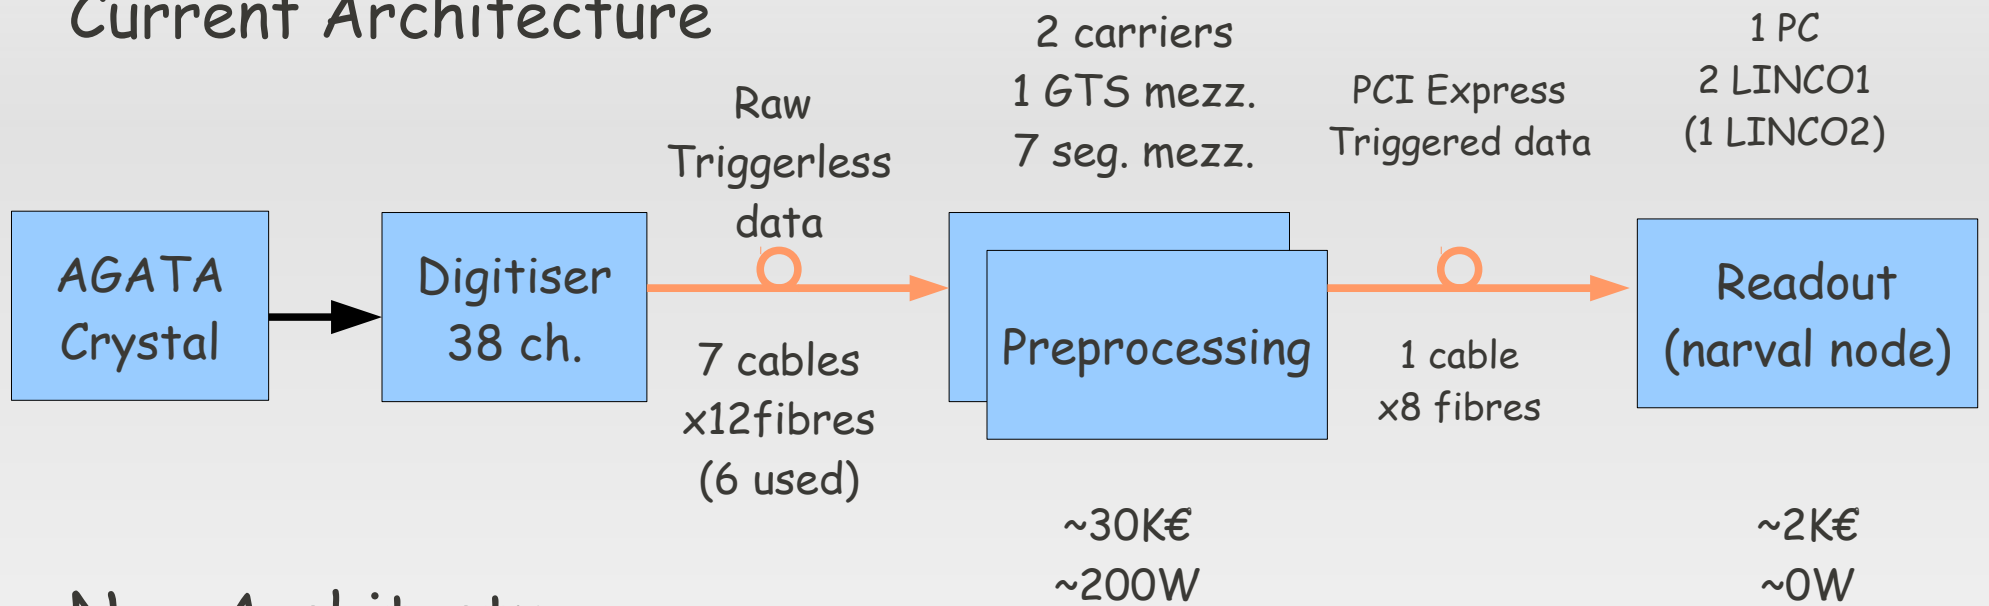 Current Architecture
2 carriers
1 GTS mezz.
7 seg. mezz.
1 PC
2 LINCO1
(1 LINCO2)
Raw
Triggerless
data
PCI Express
Triggered data
AGATA
Crystal
Digitiser
38 ch.
Preprocessing
Readout
(narval node)
7 cables
x12fibres
(6 used)
1 cable
x8 fibres
~30K€
~200W
~2K€
~0W